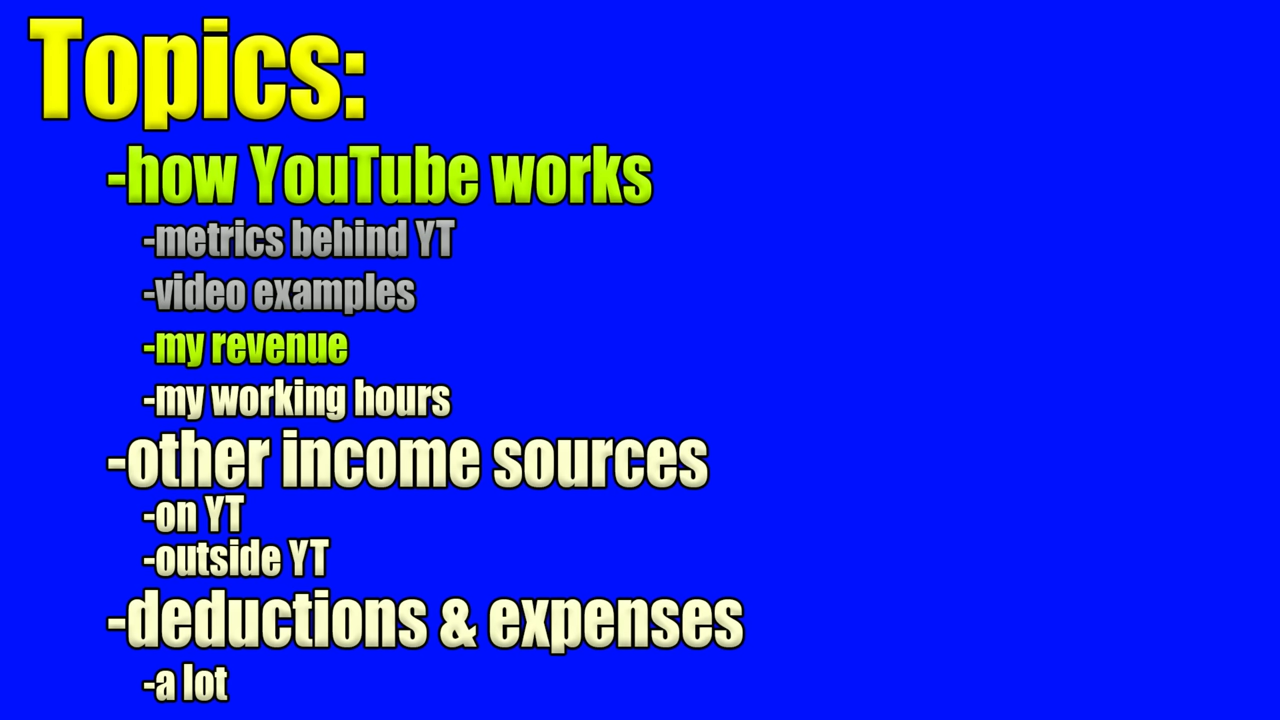 Topics:
-how YouTube works
-metrics behind YT
-video examples
-my revenue
-my working hours
-other income sources
-on YT
-outside YT
-deductions & expenses
-a lot